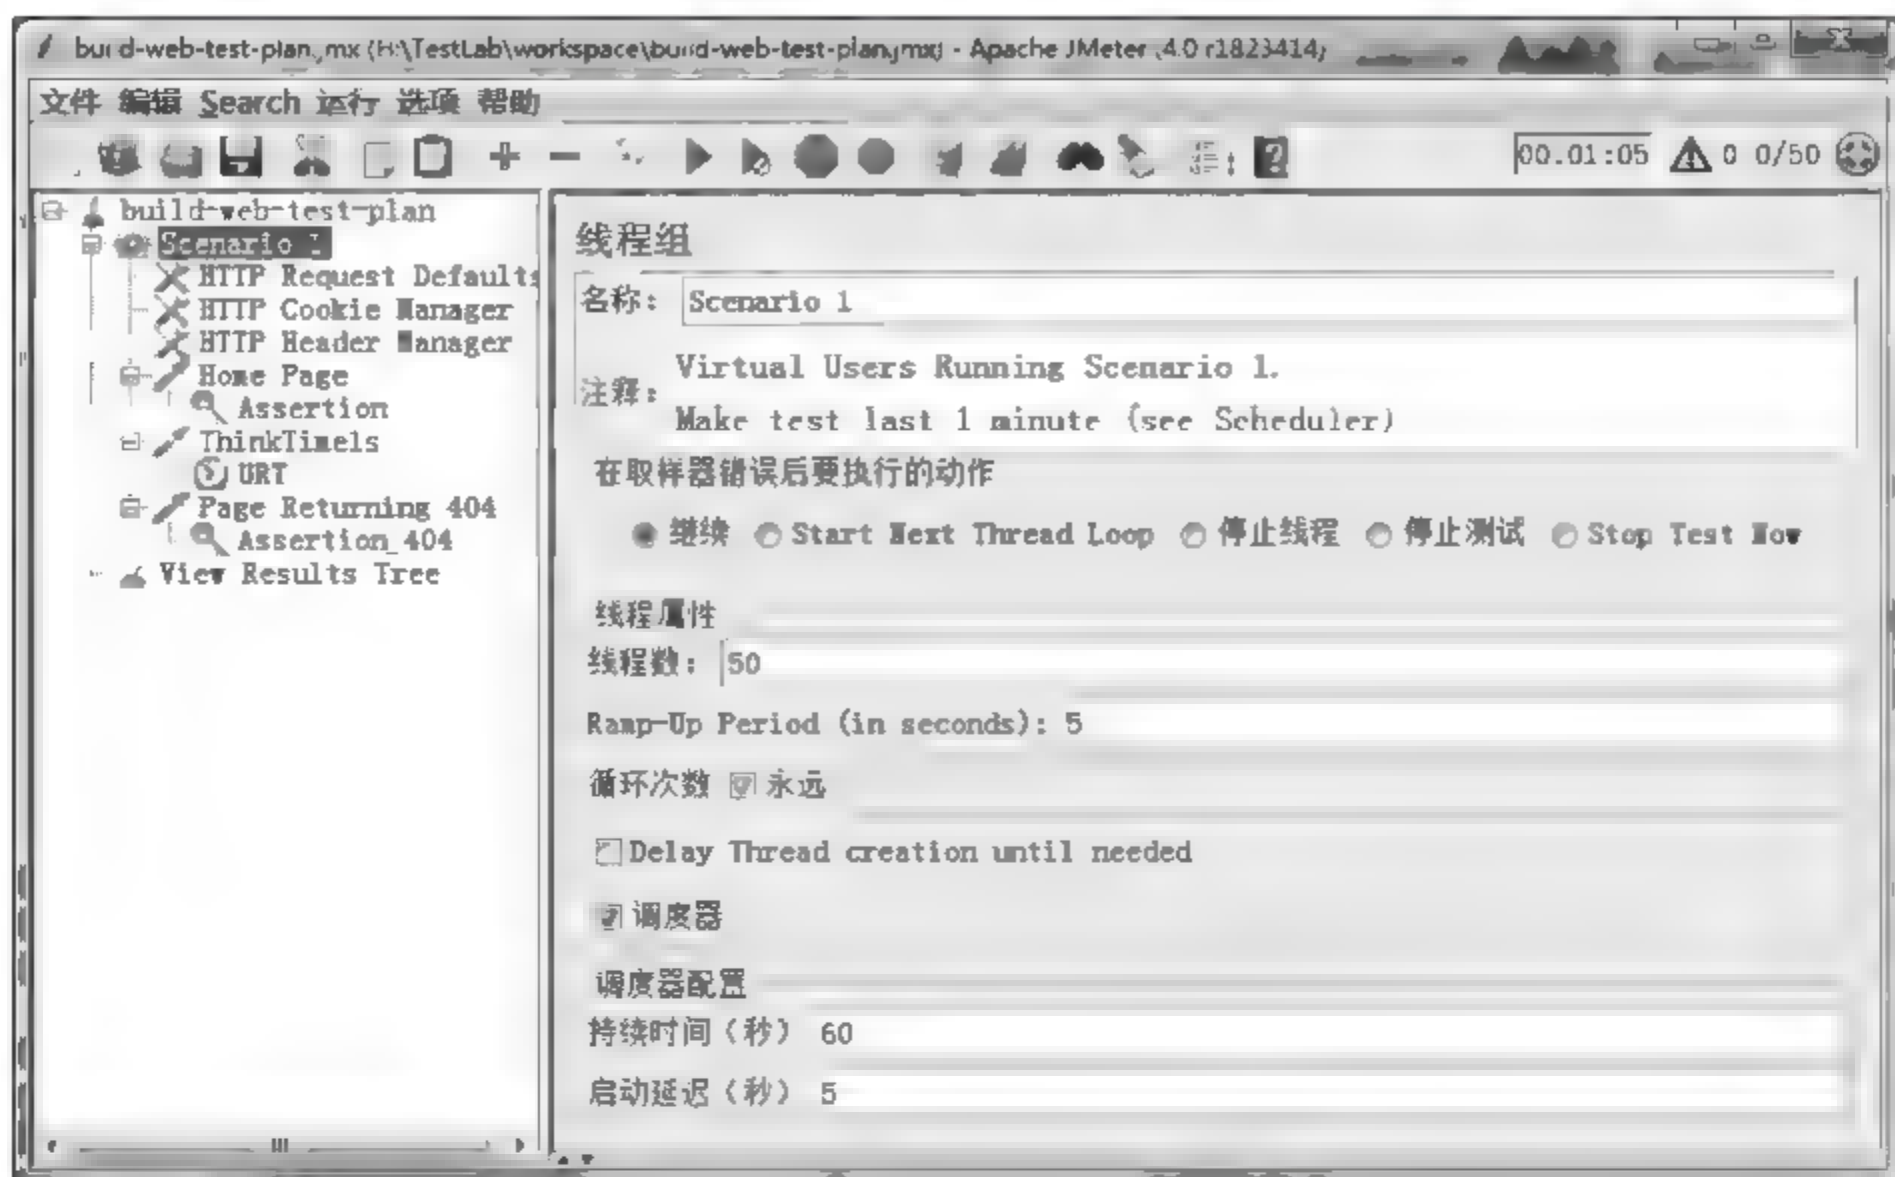 build-web-test-plan.jmx (H:\TestLab\workspace\build-web-test-plan.jmx) - Apache JMeter (4.0 r1823414)
文件 编辑 Search 运行 选项 帮助
00:01:05 0 0/50
build-web-test-plan
Scenario 1
HTTP Request Defaults
HTTP Cookie Manager
HTTP Header Manager
Home Page
Assertion
ThinkTime1s
URT
Page Returning 404
Assertion_404
View Results Tree
线程组
名称： Scenario 1
注释： Virtual Users Running Scenario 1.
Make test last 1 minute (see Scheduler)
在取样器错误后要执行的动作
继续 Start Next Thread Loop 停止线程 停止测试 Stop Test Now
线程属性
线程数： 50
Ramp-Up Period (in seconds): 5
循环次数 永远
Delay Thread creation until needed
调度器
调度器配置
持续时间（秒） 60
启动延迟（秒） 5